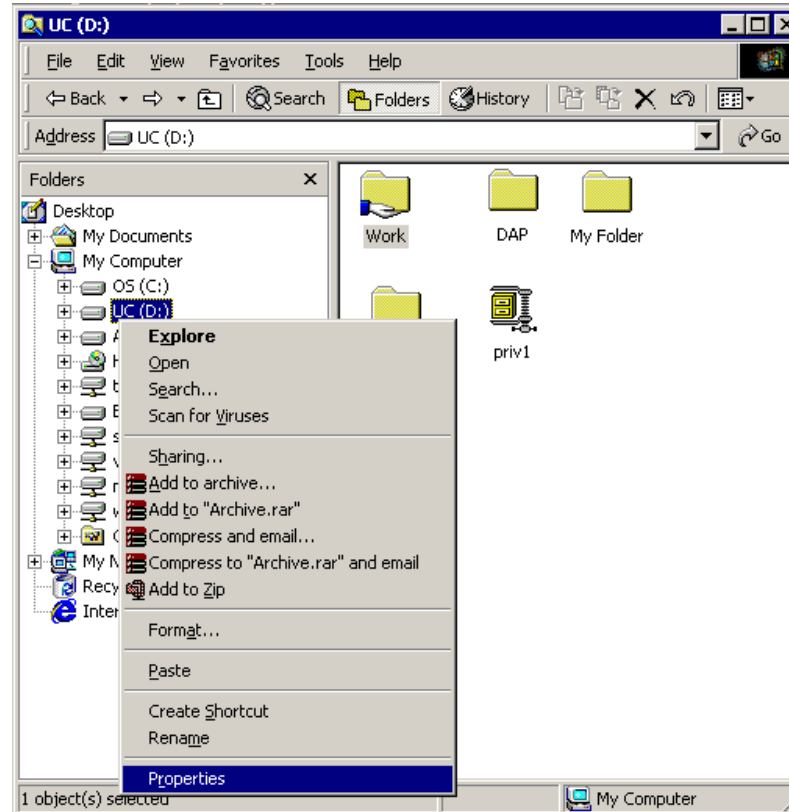 UC (D:)
File Edit View Favorites Tools Help
Back Search Folders History
Address UC (D:) Go
Folders
Desktop
My Documents
My Computer
OS (C:)
UC (D:)
My N
Recy
Inter
Work DAP My Folder
priv1
Explore
Open
Search...
Scan for Viruses
Sharing...
Add to archive...
Add to "Archive.rar"
Compress and email...
Compress to "Archive.rar" and email
Add to Zip
Format...
Paste
Create Shortcut
Rename
Properties
1 object(s) selected My Computer